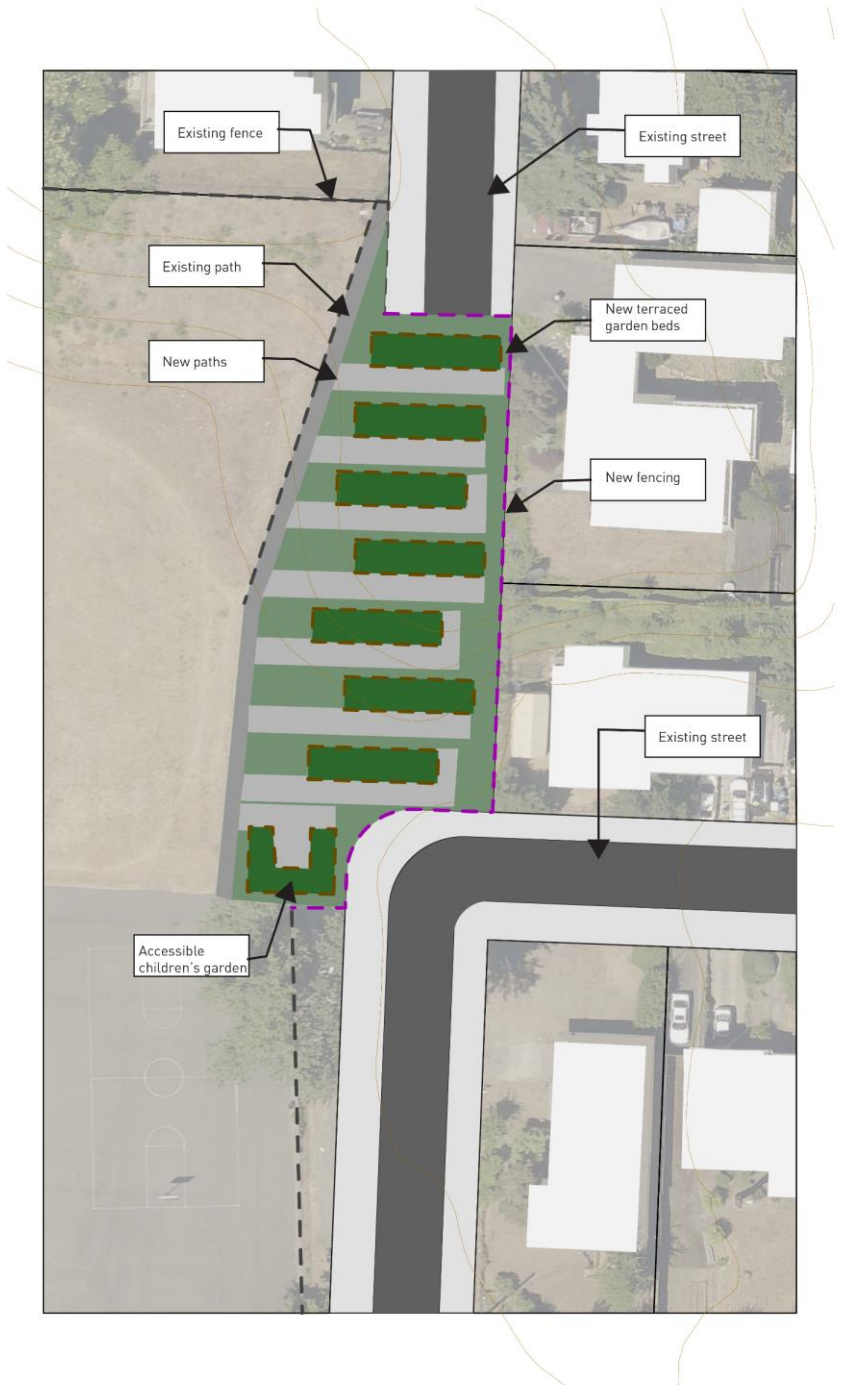 Existing fence
Existing street
Existing path
New terraced
garden beds
New paths
New fencing
Existing street
Accessible
children's garden